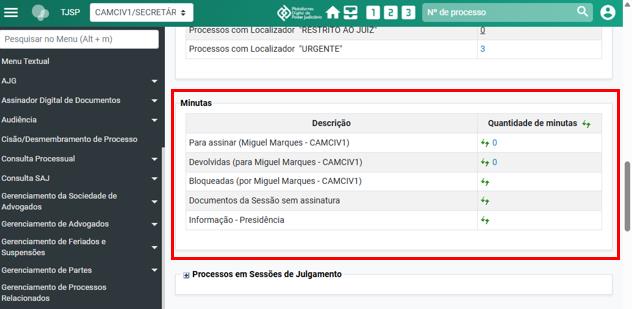 TJSP
CAMCIV1/SECRETÁR
Plataforma
Digital do
Poder Judiciário
1 2 3
Nº de processo
Pesquisar no Menu (Alt + m)
Menu Textual
AJG
Assinador Digital de Documentos
Audiência
Cisão/Desmembramento de Processo
Consulta Processual
Consulta SAJ
Gerenciamento da Sociedade de
Advogados
Gerenciamento de Advogados
Gerenciamento de Feriados e
Suspensões
Gerenciamento de Partes
Gerenciamento de Processos
Relacionados
Processos com Localizador "RESTRITO AO JUIZ" 0
Processos com Localizador "URGENTE" 3
Minutas
Descrição Quantidade de minutas
Para assinar (Miguel Marques - CAMCIV1) 0
Devolvidas (para Miguel Marques - CAMCIV1) 0
Bloqueadas (por Miguel Marques - CAMCIV1)
Documentos da Sessão sem assinatura
Informação - Presidência
Processos em Sessões de Julgamento